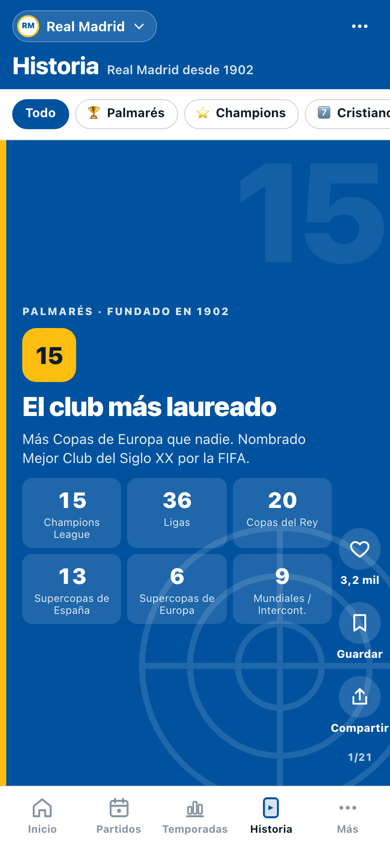 RM Real Madrid
Historia Real Madrid desde 1902
Todo Palmarés Champions 7 Cristiano
15
PALMARÉS · FUNDADO EN 1902
15
El club más laureado
Más Copas de Europa que nadie. Nombrado
Mejor Club del Siglo XX por la FIFA.
15 36 20
Champions Ligas Copas del Rey
League
13 6 9
Supercopas de Supercopas de Mundiales /
España Europa Intercont.
3,2 mil
Guardar
Compartir
1/21
Inicio Partidos Temporadas Historia Más